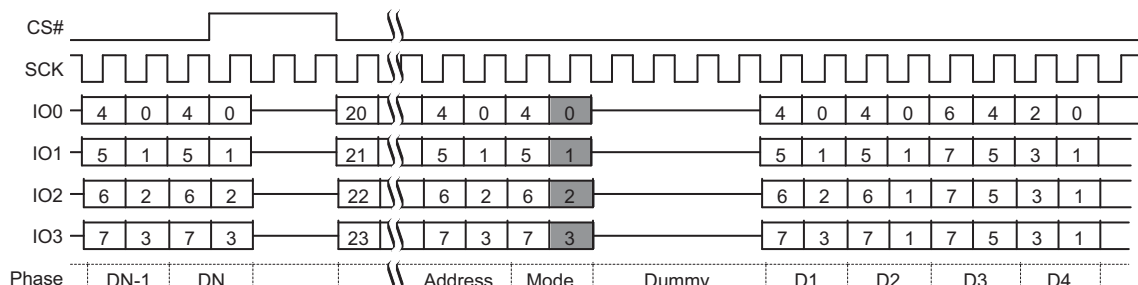 CS#
SCK
IO0 4 0 4 0 20 4 0 4 0 4 0 4 0 6 4 2 0
IO1 5 1 5 1 21 5 1 5 1 5 1 5 1 7 5 3 1
IO2 6 2 6 2 22 6 2 6 2 6 2 6 1 7 5 3 1
IO3 7 3 7 3 23 7 3 7 3 7 3 7 1 7 5 3 1
Phase DN-1 DN Address Mode Dummy D1 D2 D3 D4